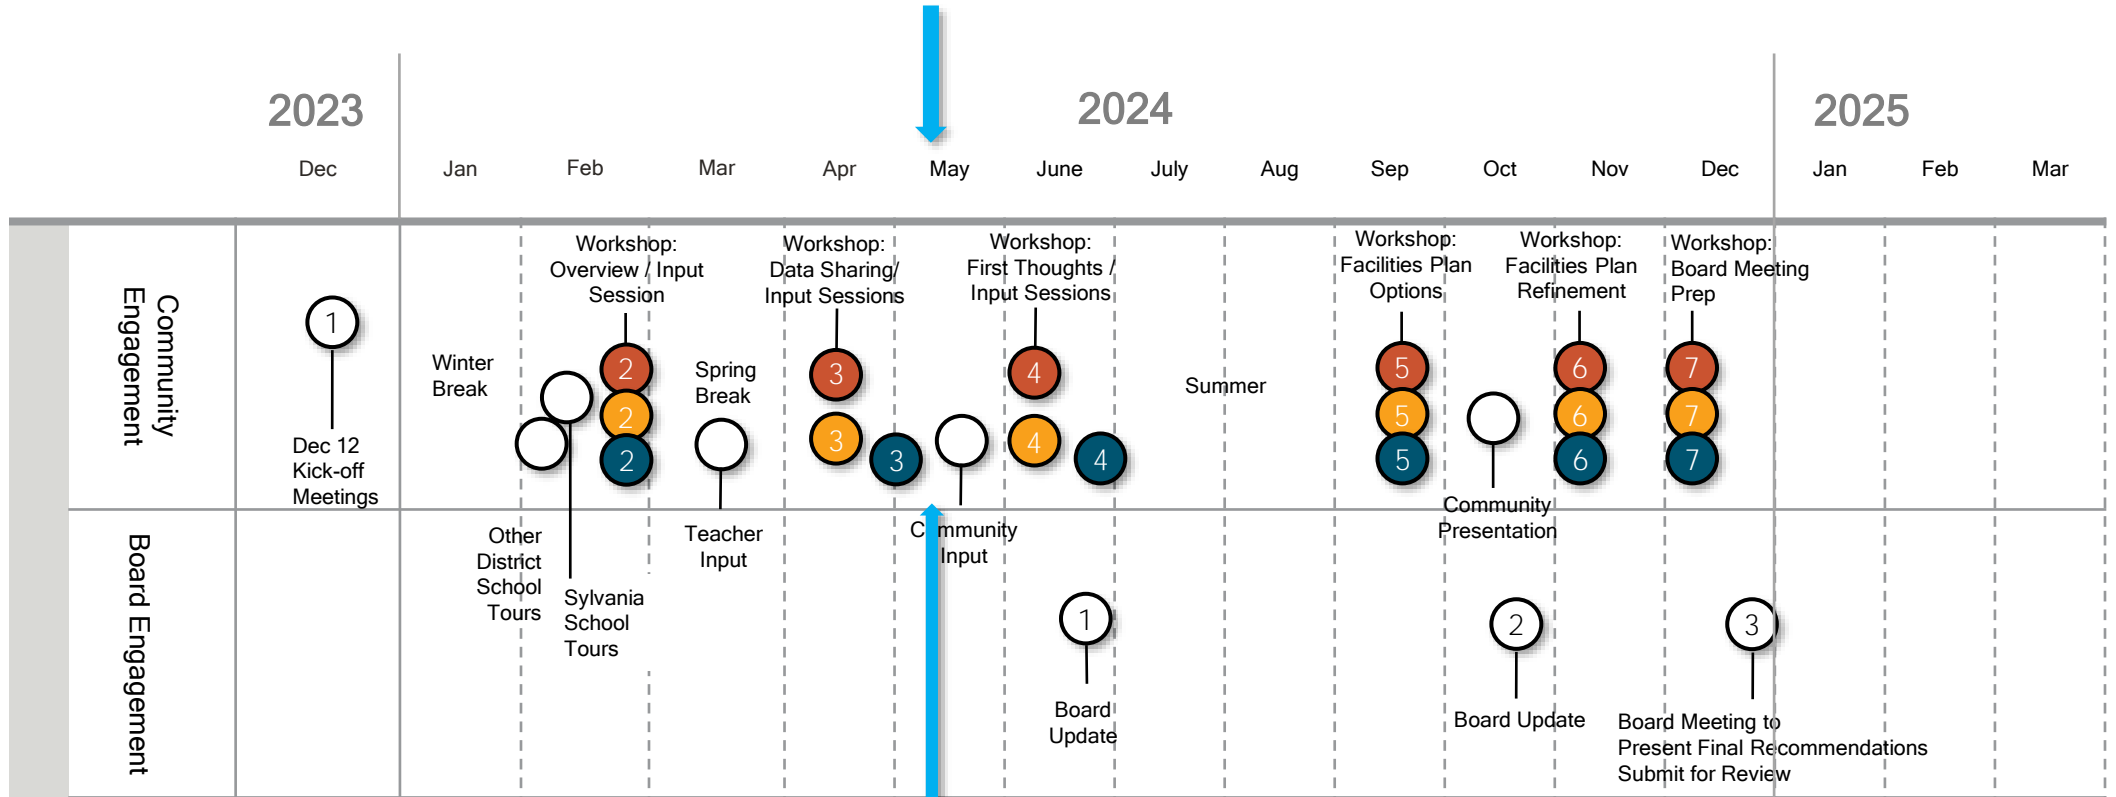 2023
2024
2025
Dec
Jan
Feb
Mar
Apr
May
June
July
Aug
Sep
Oct
Nov
Dec
Jan
Feb
Mar
Community
Engagement
1
Dec 12
Kick-off
Meetings
Winter
Break
Workshop:
Overview / Input
Session
2
2
2
Spring
Break
Teacher
Input
Workshop:
Data Sharing/
Input Sessions
3
3
3
Community
Input
Workshop:
First Thoughts /
Input Sessions
4
4
4
Summer
Workshop:
Facilities Plan
Options
5
5
5
Community
Presentation
Workshop:
Facilities Plan
Refinement
6
6
6
Workshop:
Board Meeting
Prep
7
7
7
Board Engagement
Other
District
School
Tours
Sylvania
School
Tours
1
Board
Update
2
Board Update
3
Board Meeting to
Present Final Recommendations
Submit for Review